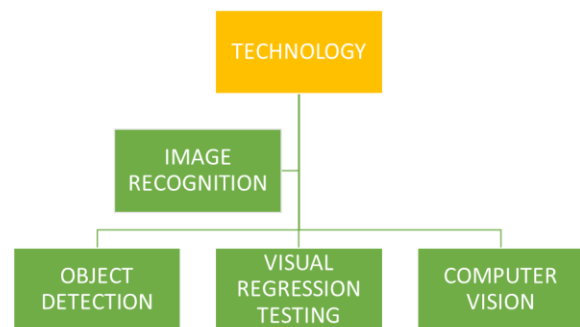 TECHNOLOGY
IMAGE
RECOGNITION
OBJECT
DETECTION
VISUAL
REGRESSION
TESTING
COMPUTER
VISION